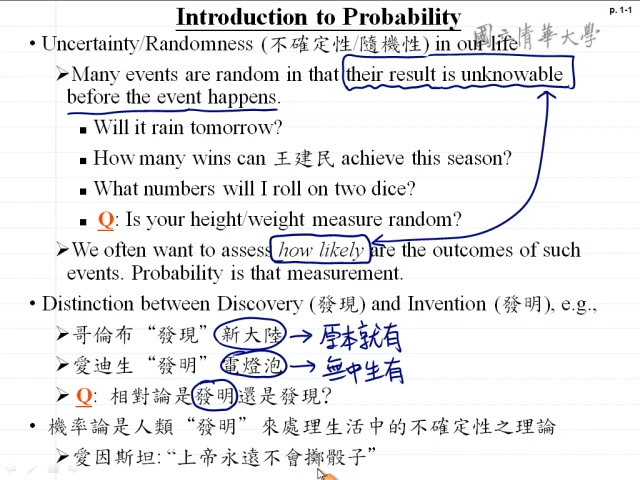 Introduction to Probability
p. 1-1
國立清華大學
• Uncertainty/Randomness (不確定性/隨機性) in our life
➢Many events are random in that their result is unknowable
before the event happens.
▪ Will it rain tomorrow?
▪ How many wins can 王建民 achieve this season?
▪ What numbers will I roll on two dice?
▪ Q: Is your height/weight measure random?
➢We often want to assess how likely are the outcomes of such
events. Probability is that measurement.
• Distinction between Discovery (發現) and Invention (發明), e.g.,
➢哥倫布 “發現” 新大陸 → 原本就有
➢愛迪生 “發明” 電燈泡 → 無中生有
➢ Q: 相對論是發明還是發現?
• 機率論是人類 “發明” 來處理生活中的不確定性之理論
➢愛因斯坦: “上帝永遠不會擲骰子”